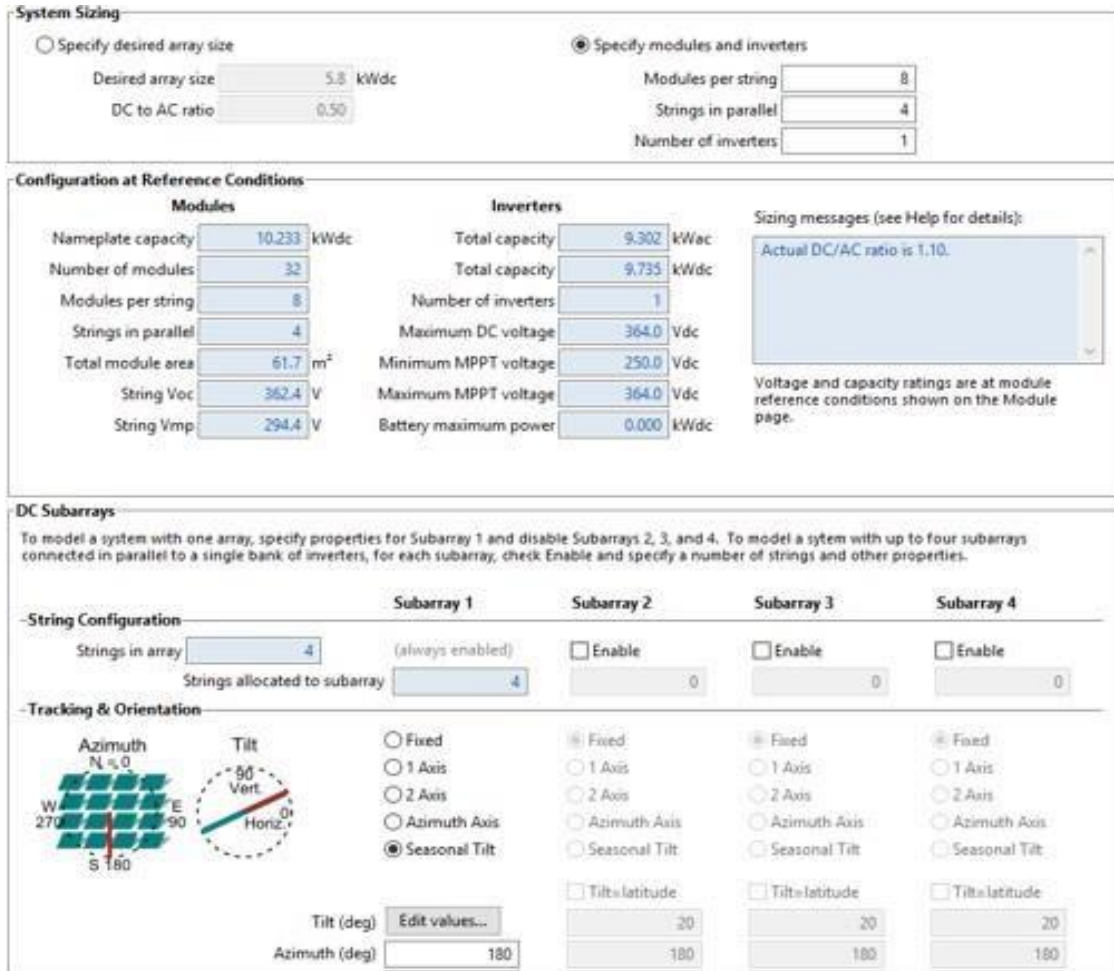 System Sizing
Specify desired array size
Specify modules and inverters
Desired array size 5.8 kWdc
Modules per string 8
DC to AC ratio 0.50
Strings in parallel 4
Number of inverters 1
Configuration at Reference Conditions
Modules
Inverters
Sizing messages (see Help for details):
Nameplate capacity 10.233 kWdc
Total capacity 9.302 kWac
Actual DC/AC ratio is 1.10.
Number of modules 32
Total capacity 9.735 kWdc
Modules per string 8
Number of inverters 1
Strings in parallel 4
Maximum DC voltage 364.0 Vdc
Total module area 61.7 m²
Minimum MPPT voltage 250.0 Vdc
String Voc 362.4 V
Maximum MPPT voltage 364.0 Vdc
String Vmp 294.4 V
Battery maximum power 0.000 kWdc
Voltage and capacity ratings are at module
reference conditions shown on the Module
page.
DC Subarrays
To model a system with one array, specify properties for Subarray 1 and disable Subarrays 2, 3, and 4. To model a sytem with up to four subarrays
connected in parallel to a single bank of inverters, for each subarray, check Enable and specify a number of strings and other properties.
Subarray 1 Subarray 2 Subarray 3 Subarray 4
String Configuration
Strings in array 4 (always enabled) Enable Enable Enable
Strings allocated to subarray 4 0 0 0
Tracking & Orientation
Azimuth
N = 0
W
270
E
90
S 180
Tilt
90
Vert.
0
Horiz.
Fixed Fixed Fixed Fixed
1 Axis 1 Axis 1 Axis 1 Axis
2 Axis 2 Axis 2 Axis 2 Axis
Azimuth Axis Azimuth Axis Azimuth Axis Azimuth Axis
Seasonal Tilt Seasonal Tilt Seasonal Tilt Seasonal Tilt
Tilt=latitude Tilt=latitude Tilt=latitude
Tilt (deg) Edit values... 20 20 20
Azimuth (deg) 180 180 180 180